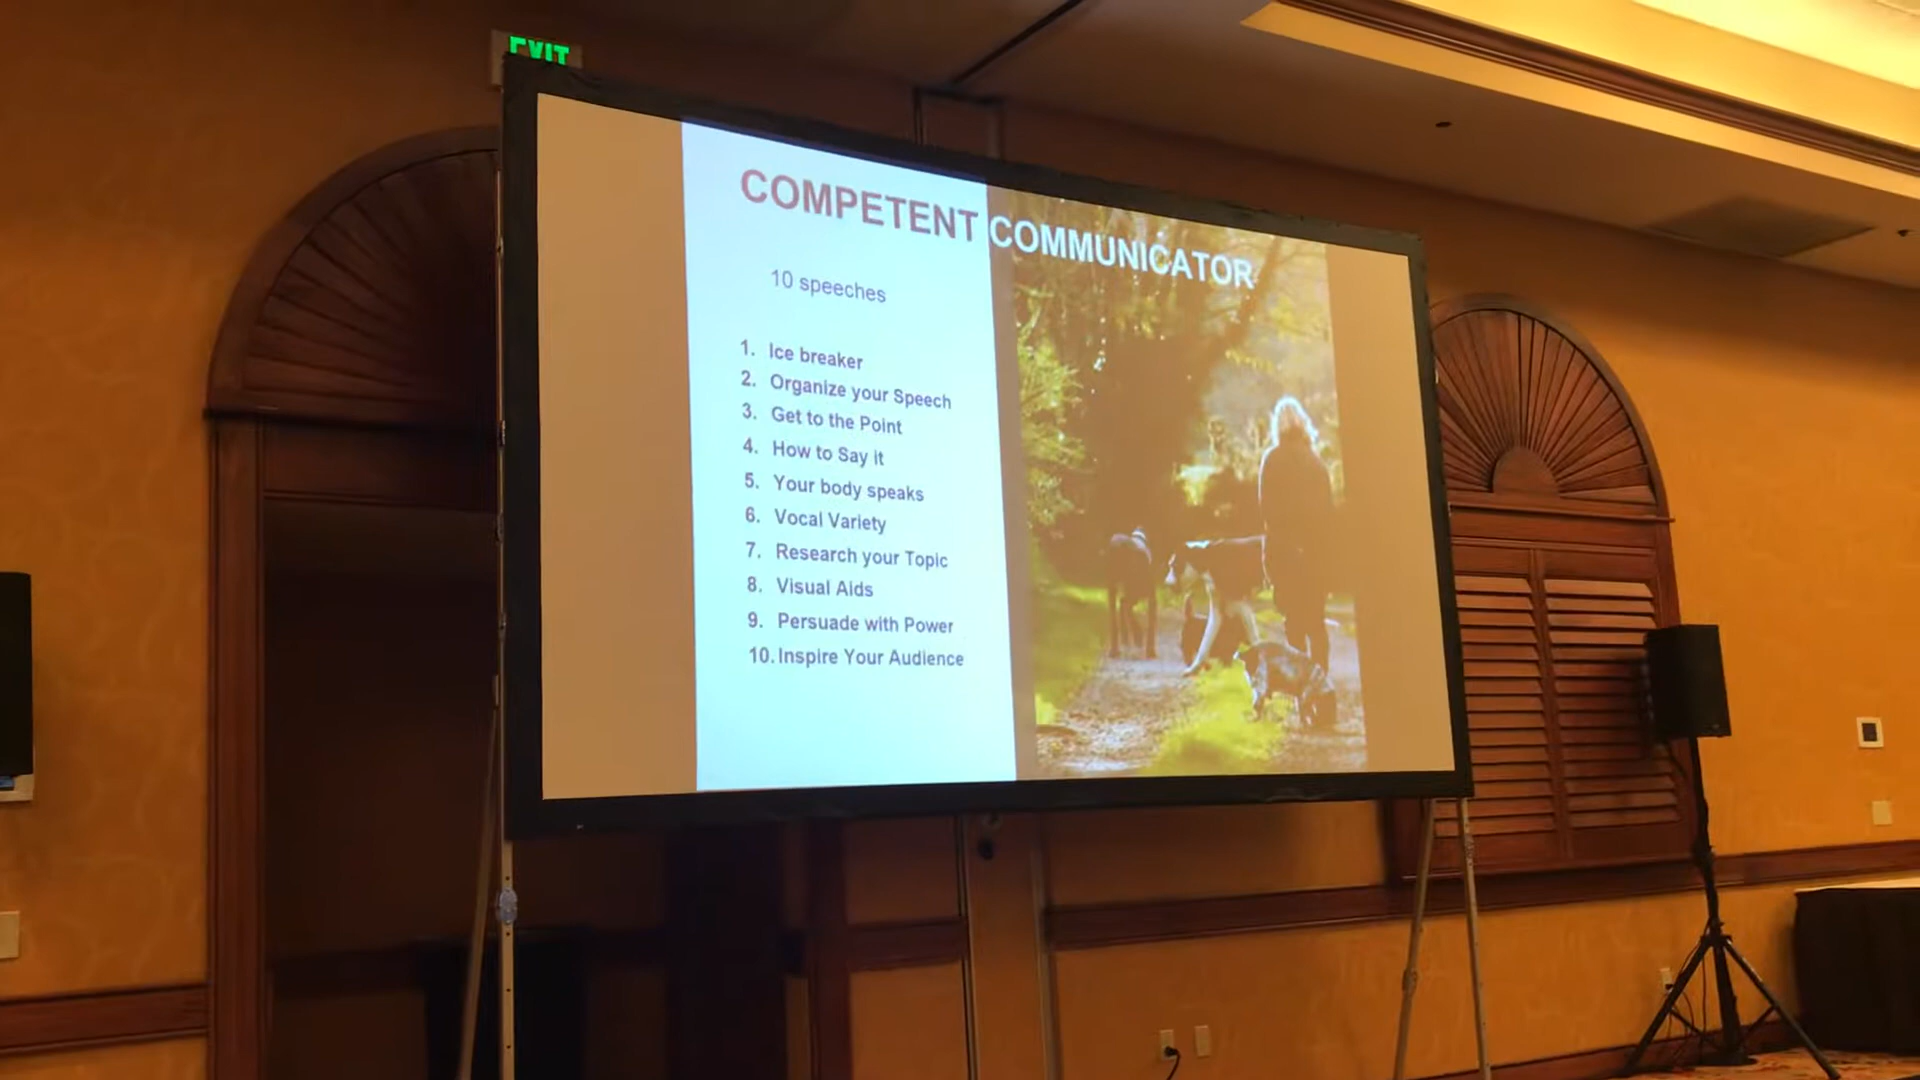 EXIT
COMPETENT COMMUNICATOR
10 speeches
1. Ice breaker
2. Organize your Speech
3. Get to the Point
4. How to Say it
5. Your body speaks
6. Vocal Variety
7. Research your Topic
8. Visual Aids
9. Persuade with Power
10. Inspire Your Audience